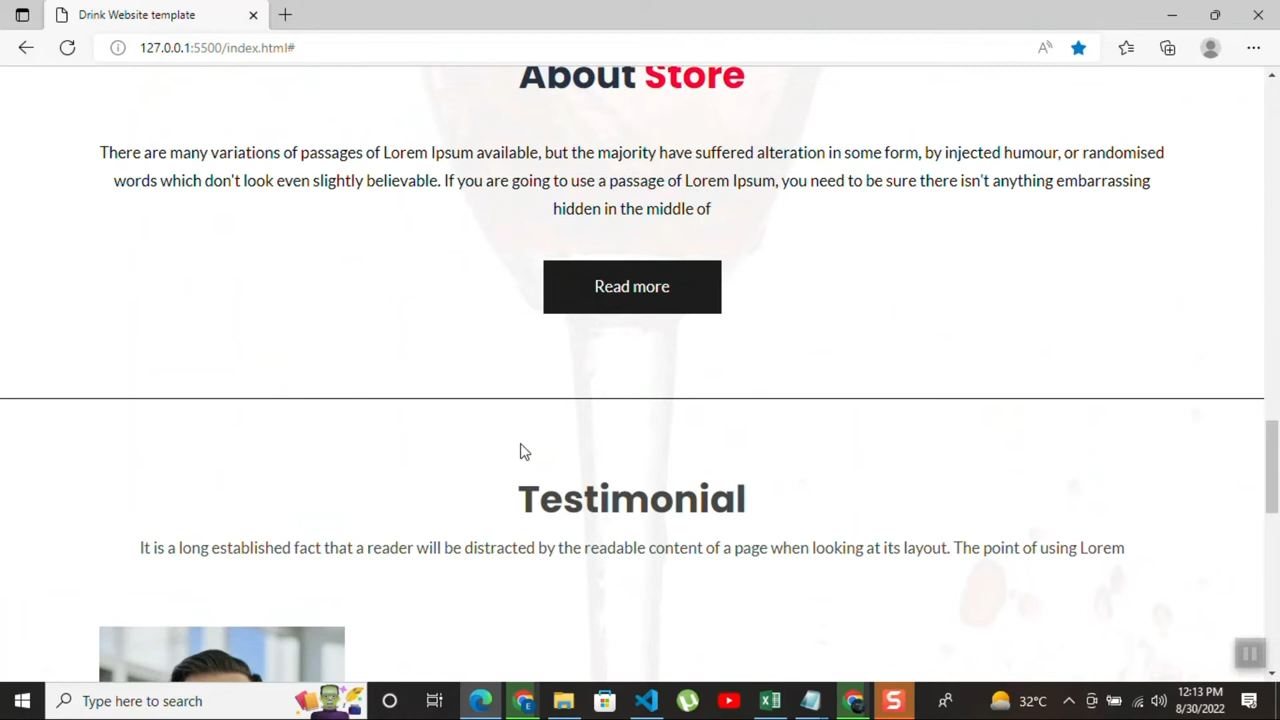 Drink Website template
127.0.0.1:5500/index.html#
About Store
There are many variations of passages of Lorem Ipsum available, but the majority have suffered alteration in some form, by injected humour, or randomised
words which don't look even slightly believable. If you are going to use a passage of Lorem Ipsum, you need to be sure there isn't anything embarrassing
hidden in the middle of
Read more
Testimonial
It is a long established fact that a reader will be distracted by the readable content of a page when looking at its layout. The point of using Lorem
Type here to search
32°C
12:13 PM
8/30/2022